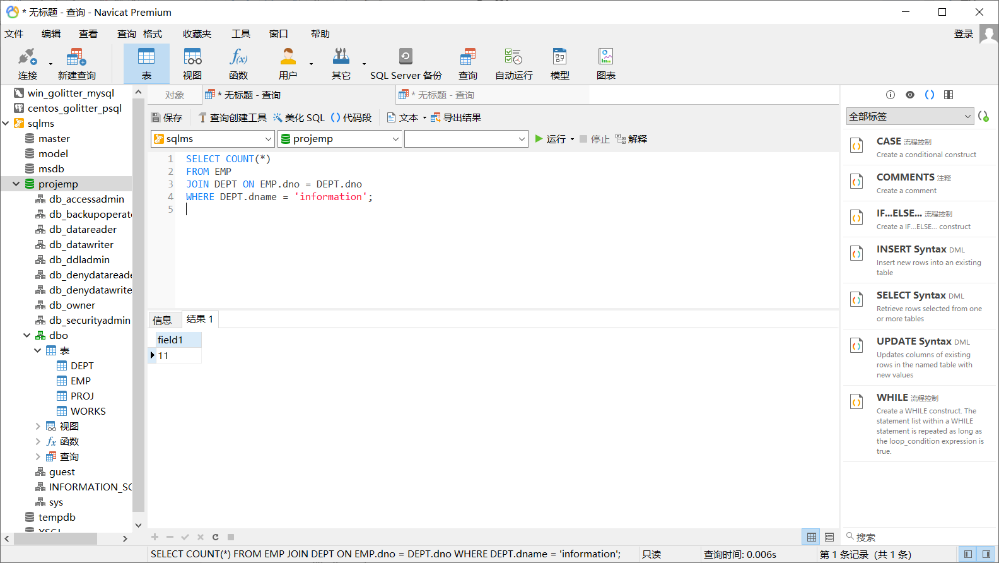 * 无标题 - 查询 - Navicat Premium
文件 编辑 查看 查询 格式 收藏夹 工具 窗口 帮助 登录
连接 新建查询 表 视图 函数 用户 其它 SQL Server 备份 查询 自动运行 模型 图表
win_golitter_mysql
centos_golitter_psql
sqlms
master
model
msdb
projemp
db_accessadmin
db_backupoperat
db_datareader
db_datawriter
db_ddladmin
db_denydatareade
db_denydatawrite
db_owner
db_securityadmin
dbo
表
DEPT
EMP
PROJ
WORKS
视图
函数
查询
guest
INFORMATION_SC
sys
tempdb
对象 * 无标题 - 查询 * 无标题 - 查询
保存 查询创建工具 美化 SQL 代码段 文本 导出结果
sqlms projemp 运行 停止 解释
1 SELECT COUNT(*)
2 FROM EMP
3 JOIN DEPT ON EMP.dno = DEPT.dno
4 WHERE DEPT.dname = 'information';
5
信息 结果 1
field1
11
全部标签
CASE 流程控制
Create a conditional construct
COMMENTS 注释
Create a comment
IF...ELSE... 流程控制
Create a IF...ELSE... construct
INSERT Syntax DML
Insert new rows into an existing
table
SELECT Syntax DML
Retrieve rows selected from one
or more tables
UPDATE Syntax DML
Updates columns of existing
rows in the named table with
new values
WHILE 流程控制
Create a WHILE construct. The
statement list within a WHILE
statement is repeated as long as
the loop_condition expression is
true.
搜索
SELECT COUNT(*) FROM EMP JOIN DEPT ON EMP.dno = DEPT.dno WHERE DEPT.dname = 'information'; 只读 查询时间: 0.006s 第 1 条记录 (共 1 条)